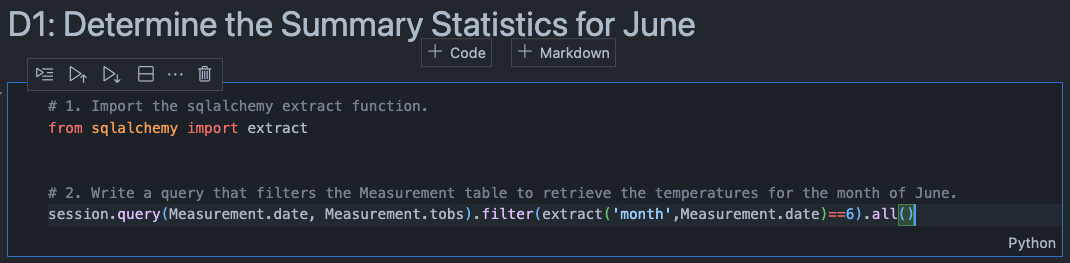 D1: Determine the Summary Statistics for June
+ Code + Markdown
# 1. Import the sqlalchemy extract function.
from sqlalchemy import extract
# 2. Write a query that filters the Measurement table to retrieve the temperatures for the month of June.
session.query(Measurement.date, Measurement.tobs).filter(extract('month',Measurement.date)==6).all()
Python